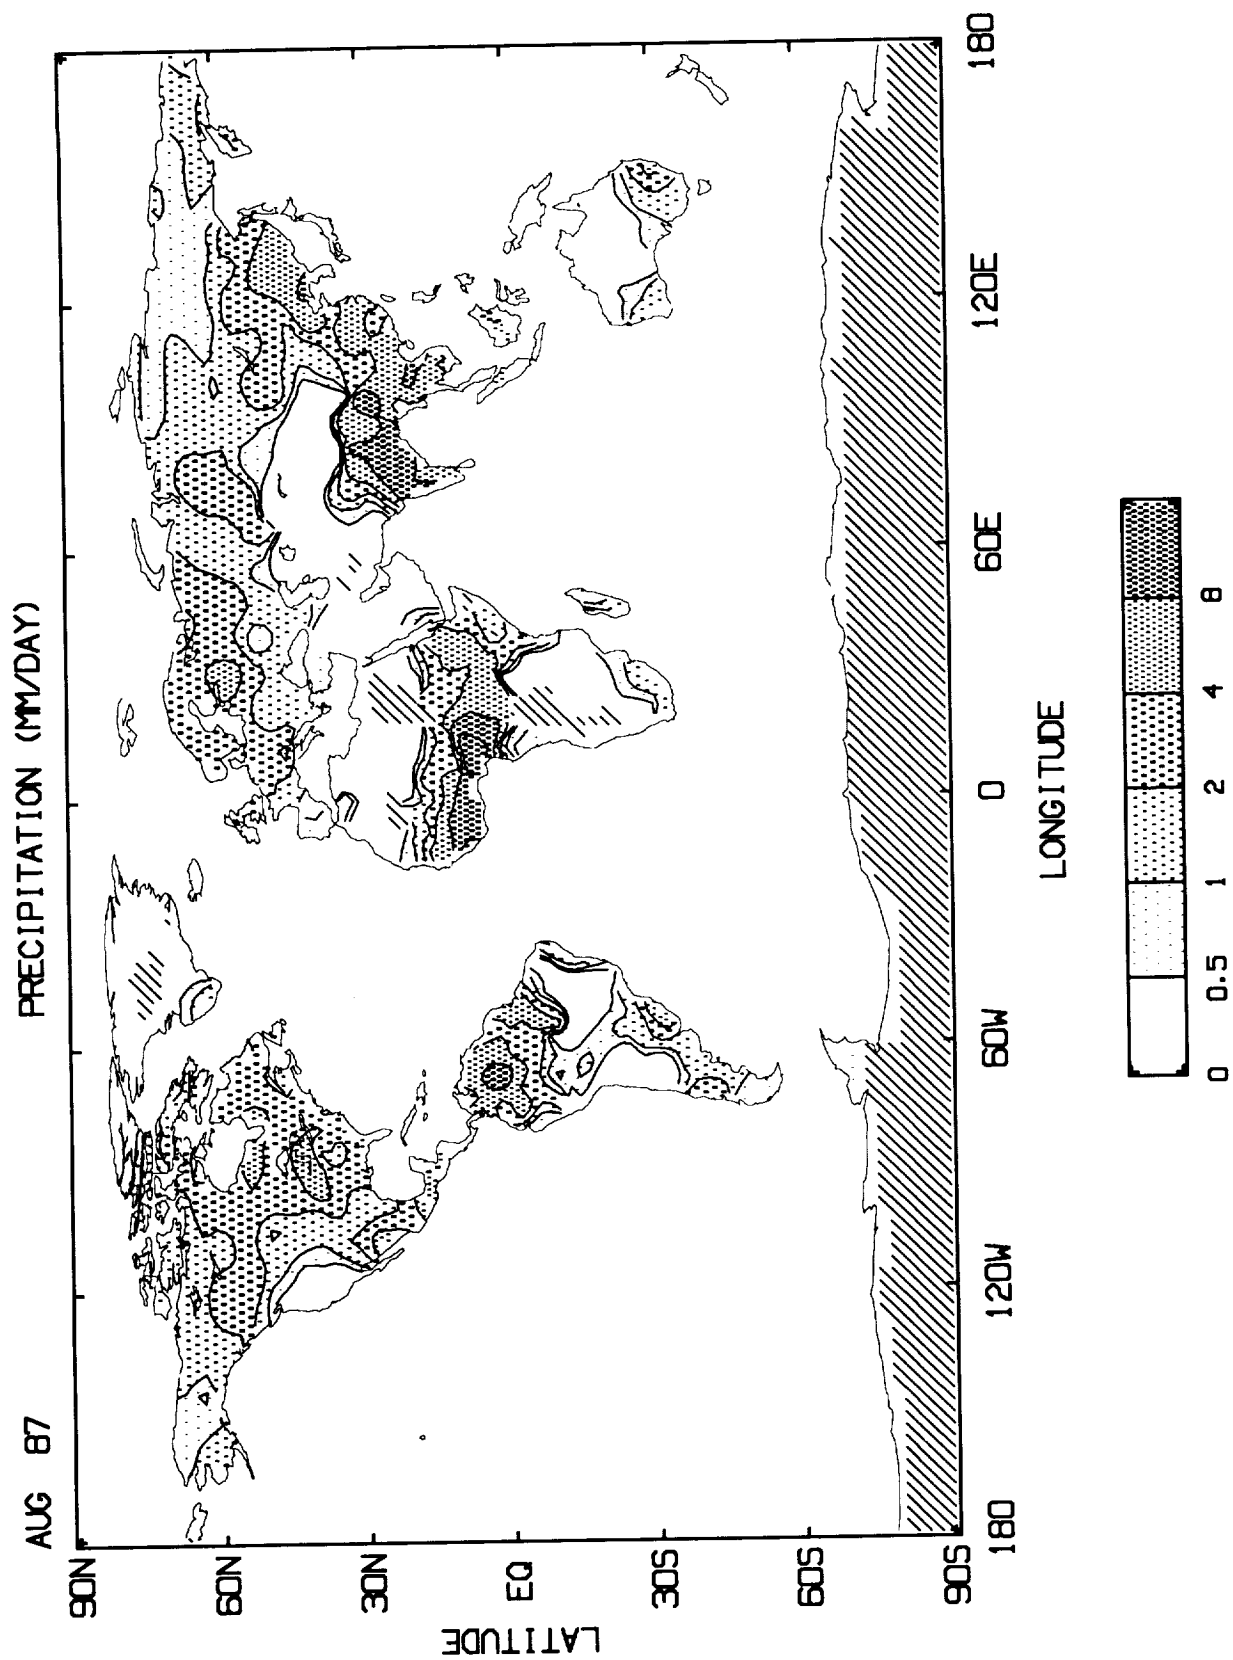 AUG 87 PRECIPITATION (MM/DAY)
90N
60N
30N
EQ
30S
60S
90S
LATITUDE
180 120W 60W 0 60E 120E 180
LONGITUDE
0 0.5 1 2 4 8